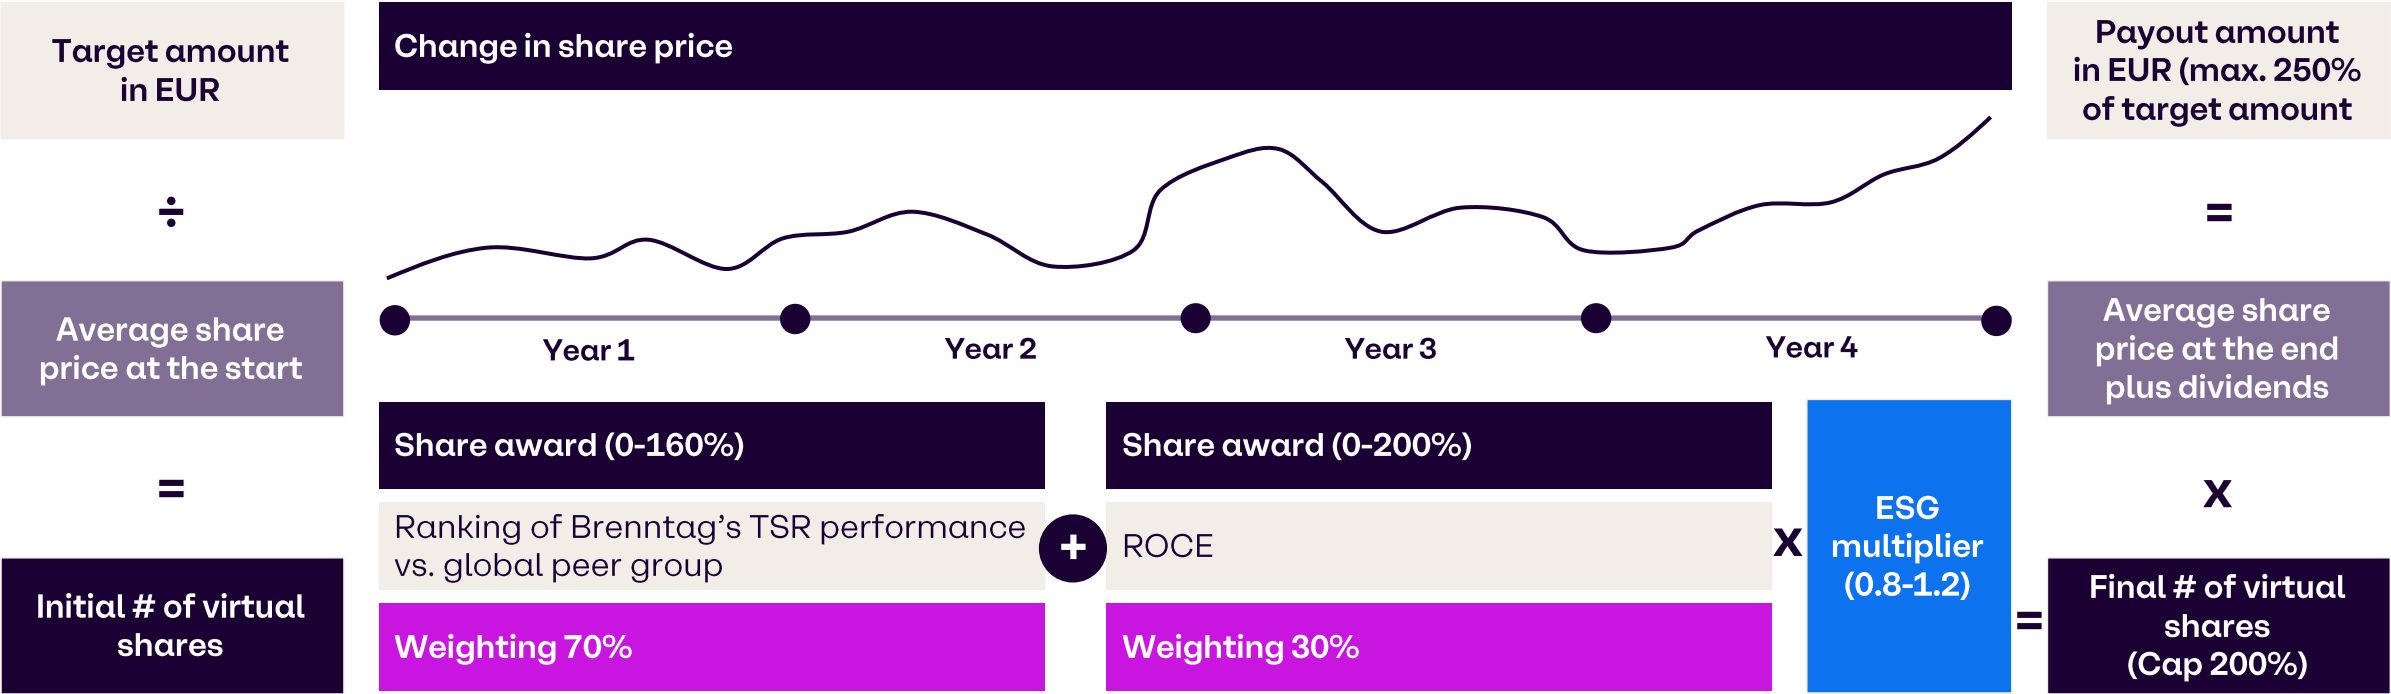 Target amount
in EUR
÷
Average share
price at the start
=
Initial # of virtual
shares
Change in share price
Year 1
Year 2
Year 3
Year 4
Share award (0-160%)
Ranking of Brenntag’s TSR performance
vs. global peer group
Weighting 70%
+
Share award (0-200%)
ROCE
Weighting 30%
x
ESG
multiplier
(0.8-1.2)
=
Payout amount
in EUR (max. 250%
of target amount
=
Average share
price at the end
plus dividends
x
Final # of virtual
shares
(Cap 200%)